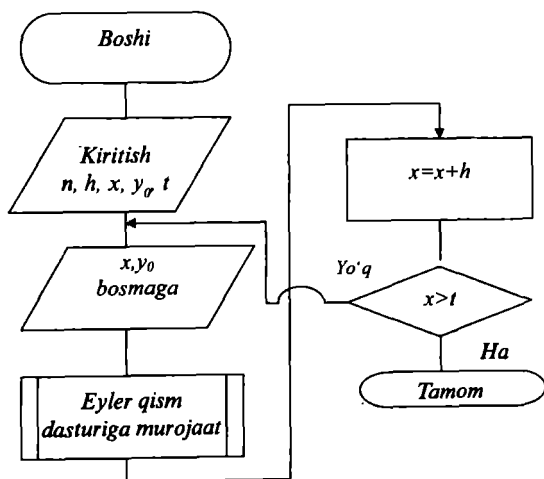 Boshi
Kiritish
n, h, x, y₀, t
x,y₀
bosmaga
Eyler qism
dasturiga murojaat
x=x+h
Yo‘q
x>t
Ha
Tamom